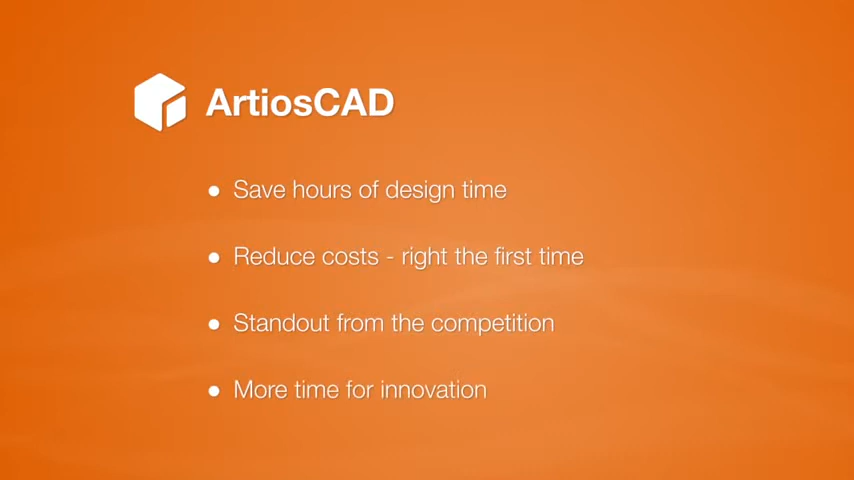 ArtiosCAD
● Save hours of design time
● Reduce costs - right the first time
● Standout from the competition
● More time for innovation